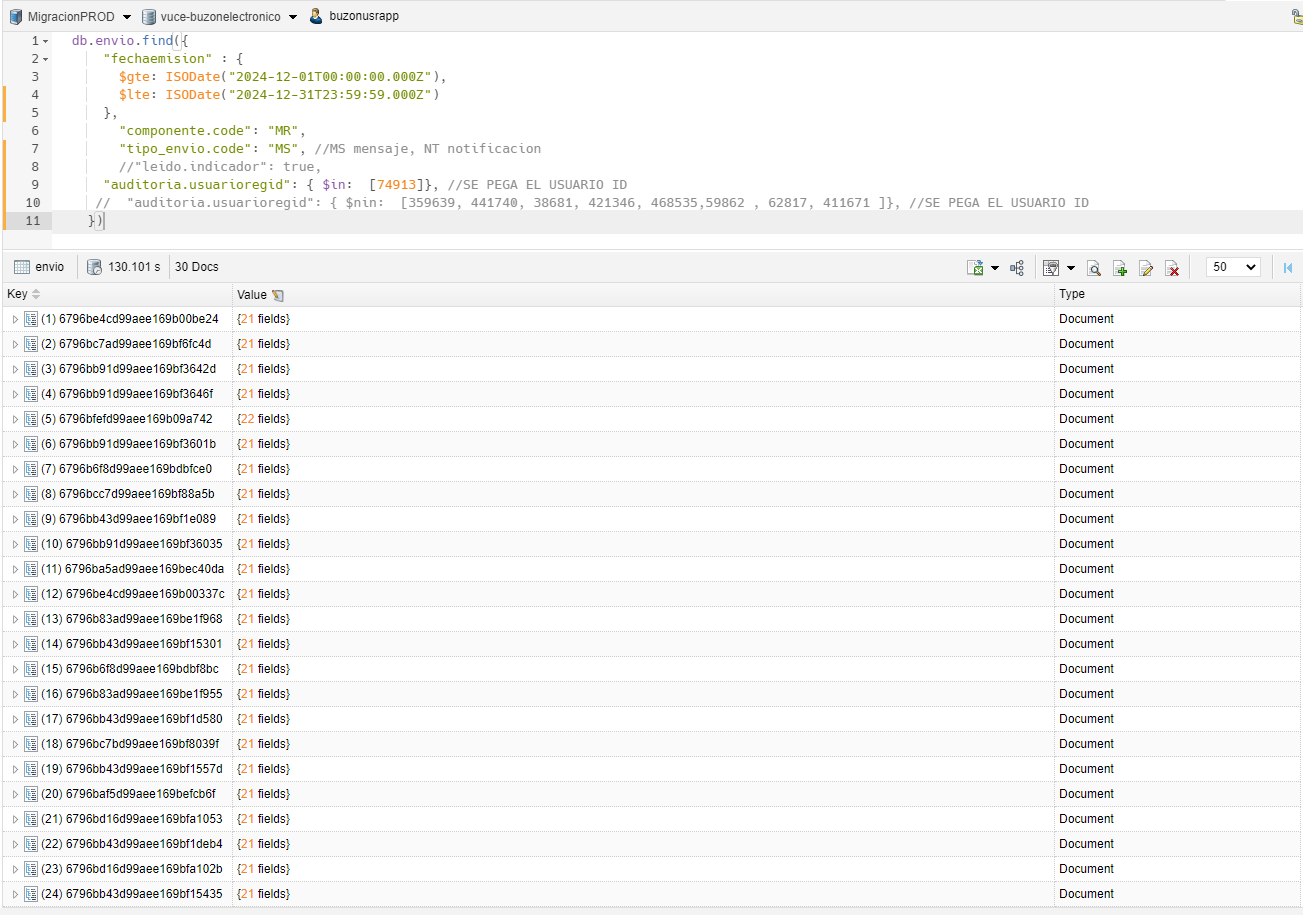 MigracionPROD vuce-buzonelectronico buzonusrapp
1 db.envio.find({
2 "fechaemision" : {
3 $gte: ISODate("2024-12-01T00:00:00.000Z"),
4 $lte: ISODate("2024-12-31T23:59:59.000Z")
5 },
6 "componente.code": "MR",
7 "tipo_envio.code": "MS", //MS mensaje, NT notificacion
8 //"leido.indicador": true,
9 "auditoria.usuarioregid": { $in: [74913]}, //SE PEGA EL USUARIO ID
10 // "auditoria.usuarioregid": { $nin: [359639, 441740, 38681, 421346, 468535,59862 , 62817, 411671 ]}, //SE PEGA EL USUARIO ID
11 })
envio 130.101 s 30 Docs 50
Key Value Type
(1) 6796be4cd99aee169b00be24 {21 fields} Document
(2) 6796bc7ad99aee169bf6fc4d {21 fields} Document
(3) 6796bb91d99aee169bf3642d {21 fields} Document
(4) 6796bb91d99aee169bf3646f {21 fields} Document
(5) 6796bfefd99aee169b09a742 {22 fields} Document
(6) 6796bb91d99aee169bf3601b {21 fields} Document
(7) 6796b6f8d99aee169bdbfce0 {21 fields} Document
(8) 6796bcc7d99aee169bf88a5b {21 fields} Document
(9) 6796bb43d99aee169bf1e089 {21 fields} Document
(10) 6796bb91d99aee169bf36035 {21 fields} Document
(11) 6796ba5ad99aee169bec40da {21 fields} Document
(12) 6796be4cd99aee169b00337c {21 fields} Document
(13) 6796b83ad99aee169be1f968 {21 fields} Document
(14) 6796bb43d99aee169bf15301 {21 fields} Document
(15) 6796b6f8d99aee169bdbf8bc {21 fields} Document
(16) 6796b83ad99aee169be1f955 {21 fields} Document
(17) 6796bb43d99aee169bf1d580 {21 fields} Document
(18) 6796bc7bd99aee169bf8039f {21 fields} Document
(19) 6796bb43d99aee169bf1557d {21 fields} Document
(20) 6796baf5d99aee169befcb6f {21 fields} Document
(21) 6796bd16d99aee169bfa1053 {21 fields} Document
(22) 6796bb43d99aee169bf1deb4 {21 fields} Document
(23) 6796bd16d99aee169bfa102b {21 fields} Document
(24) 6796bb43d99aee169bf15435 {21 fields} Document